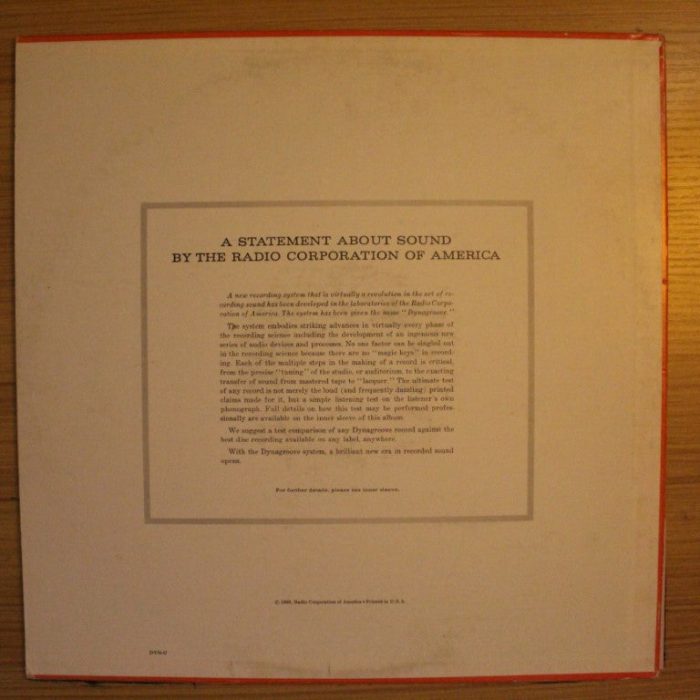 A STATEMENT ABOUT SOUND
BY THE RADIO CORPORATION OF AMERICA
A new recording system that is virtually a revolution in the art of re-
cording sound has been developed in the laboratories of the Radio Corpo-
ration of America. The system has been given the name "Dynagroove."
The system embodies striking advances in virtually every phase of
the recording science including the development of an ingenious new
series of audio devices and processes. No one factor can be singled out
in the recording science because there are no "magic keys" in record-
ing. Each of the multiple steps in the making of a record is critical,
from the precise "tuning" of the studio, or auditorium, to the exacting
transfer of sound from mastered tape to "lacquer." The ultimate test
of any record is not merely the loud (and frequently dazzling) printed
claims made for it, but a simple listening test on the listener's own
phonograph. Full details on how this test may be performed profes-
sionally are available on the inner sleeve of this album.
We suggest a test comparison of any Dynagroove record against the
best disc recording available on any label, anywhere.
With the Dynagroove system, a brilliant new era in recorded sound
opens.
For further details, please see inner sleeve.
Radio Corporation of America • Printed in U.S.A.